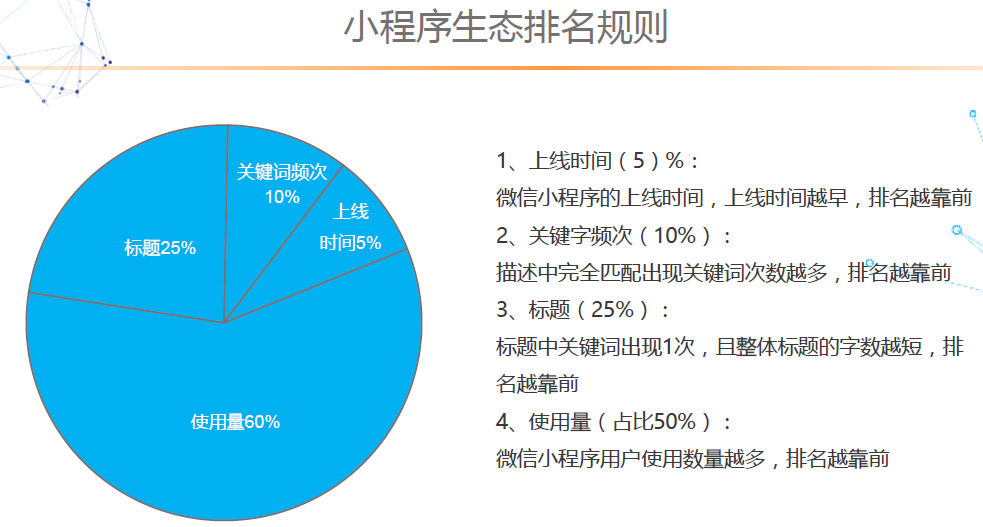 小程序生态排名规则
关键词频次
10%
上线
时间5%
标题25%
使用量60%
1、上线时间（5）%：
微信小程序的上线时间，上线时间越早，排名越靠前
2、关键字频次（10%）：
描述中完全匹配出现关键词次数越多，排名越靠前
3、标题（25%）：
标题中关键词出现1次，且整体标题的字数越短，排
名越靠前
4、使用量（占比50%）：
微信小程序用户使用数量越多，排名越靠前